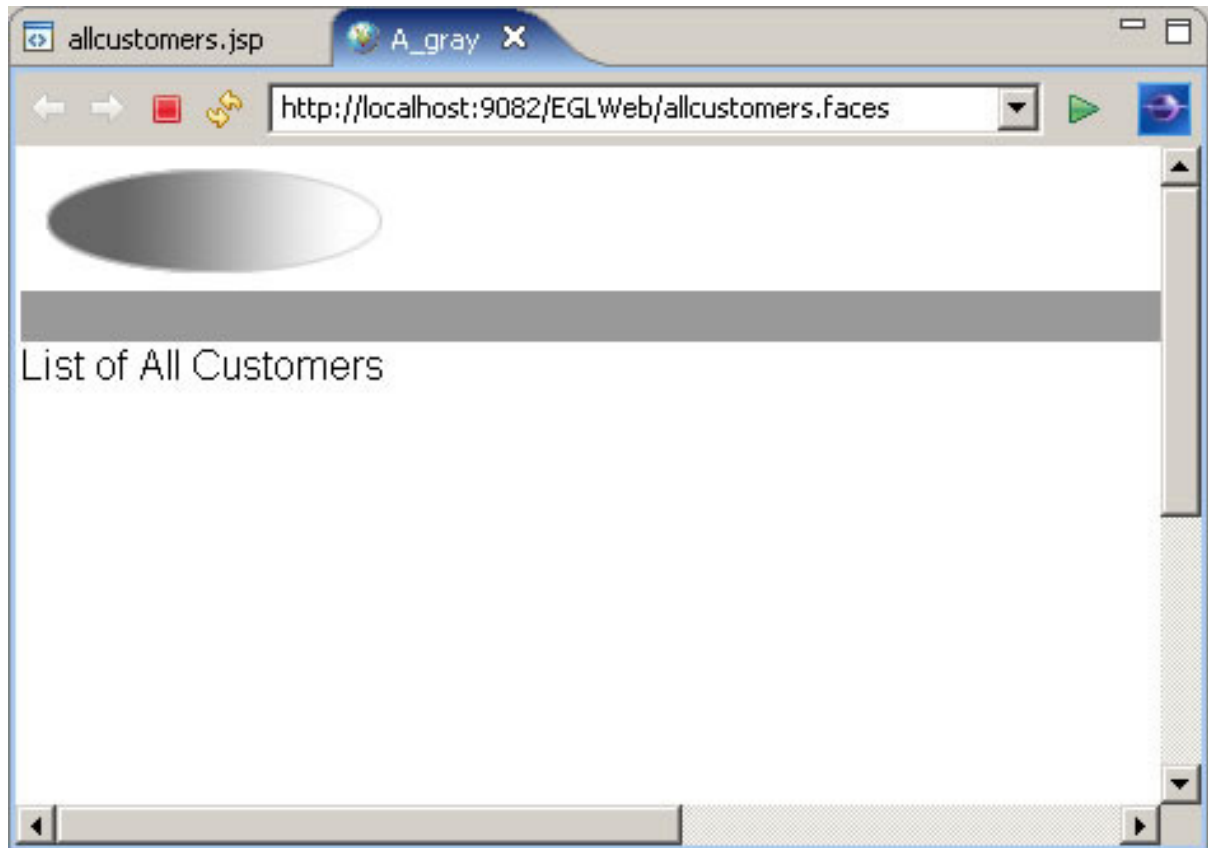 allcustomers.jsp
A_gray
http://localhost:9082/EGLWeb/allcustomers.faces
List of All Customers